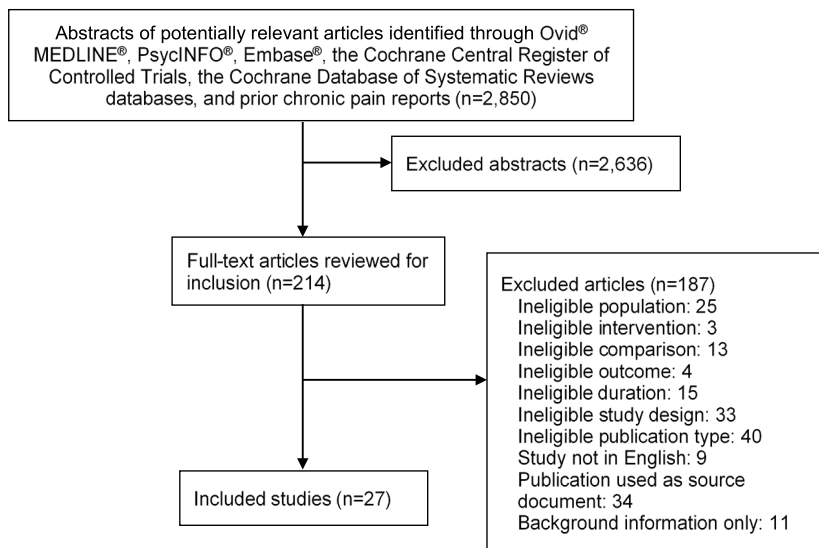 Abstracts of potentially relevant articles identified through Ovid®
MEDLINE®, PsycINFO®, Embase®, the Cochrane Central Register of
Controlled Trials, the Cochrane Database of Systematic Reviews
databases, and prior chronic pain reports (n=2,850)
Excluded abstracts (n=2,636)
Full-text articles reviewed for
inclusion (n=214)
Excluded articles (n=187)
Ineligible population: 25
Ineligible intervention: 3
Ineligible comparison: 13
Ineligible outcome: 4
Ineligible duration: 15
Ineligible study design: 33
Ineligible publication type: 40
Study not in English: 9
Publication used as source
document: 34
Background information only: 11
Included studies (n=27)